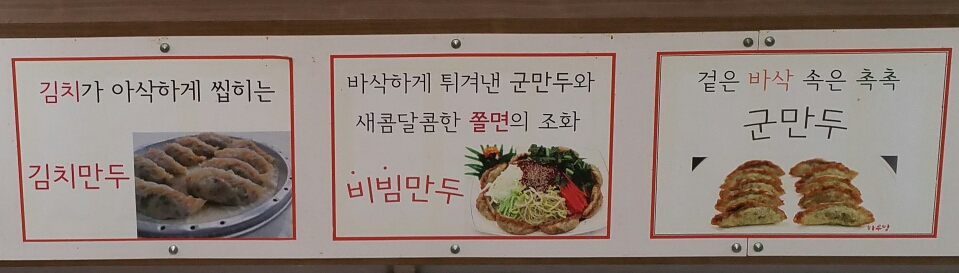 김치가 아삭하게 씹히는
김치만두
바삭하게 튀겨낸 군만두와
새콤달콤한 쫄면의 조화
비빔만두
겉은 바삭 속은 촉촉
군만두